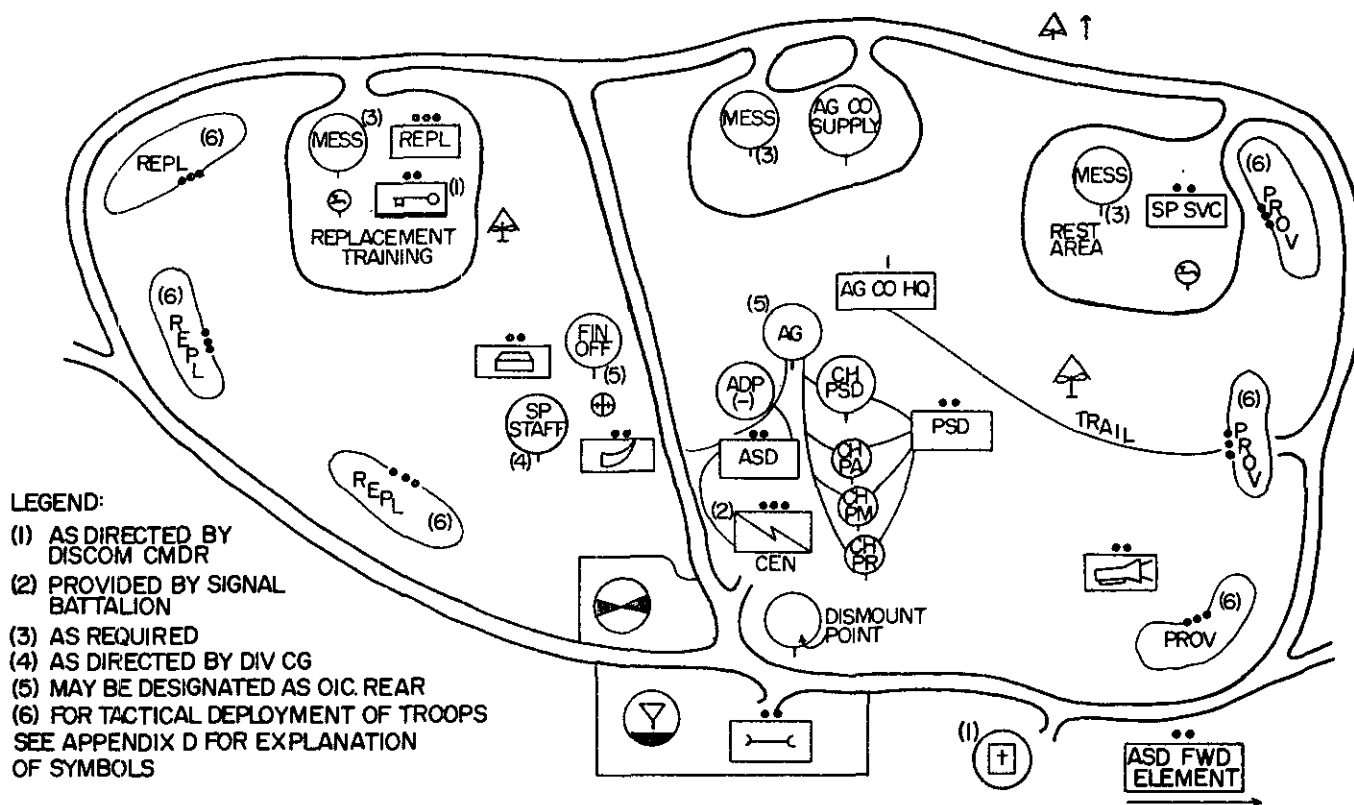 MESS
(3)
REPL
(1)
REPLACEMENT
TRAINING
(6)
REPL
(6)
REPL
REPL
(6)
MESS
(3)
AG CO
SUPPLY
MESS
(3)
SP SVC
REST
AREA
(6)
PROV
AG CO HQ
(5)
AG
FIN
OFF
(5)
SP
STAFF
(4)
ADP
(-)
CH
PSD
PSD
ASD
CH
PA
CH
PM
CH
PR
(2)
CEN
TRAIL
(6)
PROV
(6)
PROV
DISMOUNT
POINT
(1)
ASD FWD
ELEMENT
LEGEND:
(1) AS DIRECTED BY
DISCOM CMDR
(2) PROVIDED BY SIGNAL
BATTALION
(3) AS REQUIRED
(4) AS DIRECTED BY DIV CG
(5) MAY BE DESIGNATED AS OIC. REAR
(6) FOR TACTICAL DEPLOYMENT OF TROOPS
SEE APPENDIX D FOR EXPLANATION
OF SYMBOLS